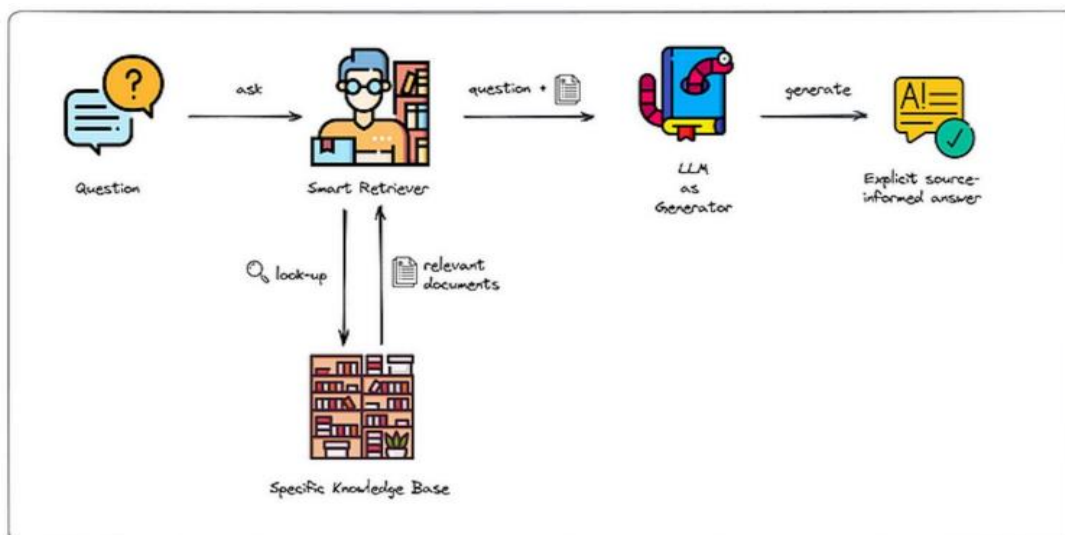 ?
ask
question +
generate
A!
Question
Smart Retriever
LLM
as
Generator
Explicit source-
informed answer
look-up
relevant
documents
Specific Knowledge Base